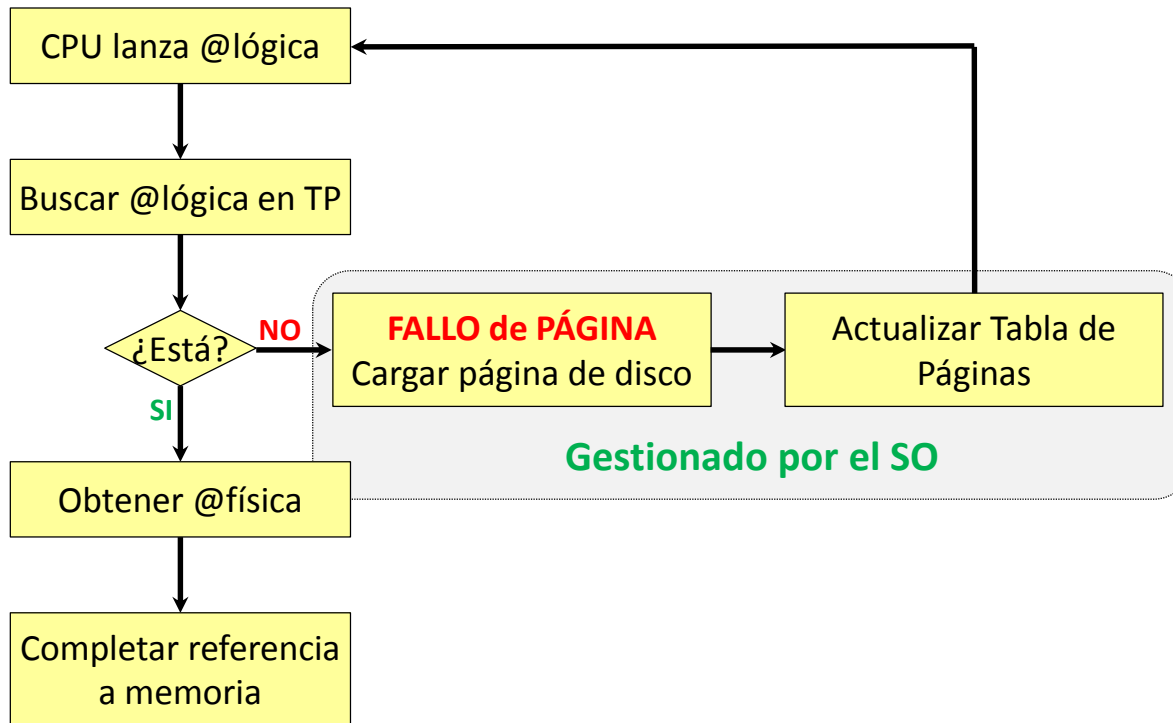 CPU lanza @lógica
Buscar @lógica en TP
¿Está?
NO
SI
FALLO de PÁGINA
Cargar página de disco
Actualizar Tabla de
Páginas
Gestionado por el SO
Obtener @física
Completar referencia
a memoria